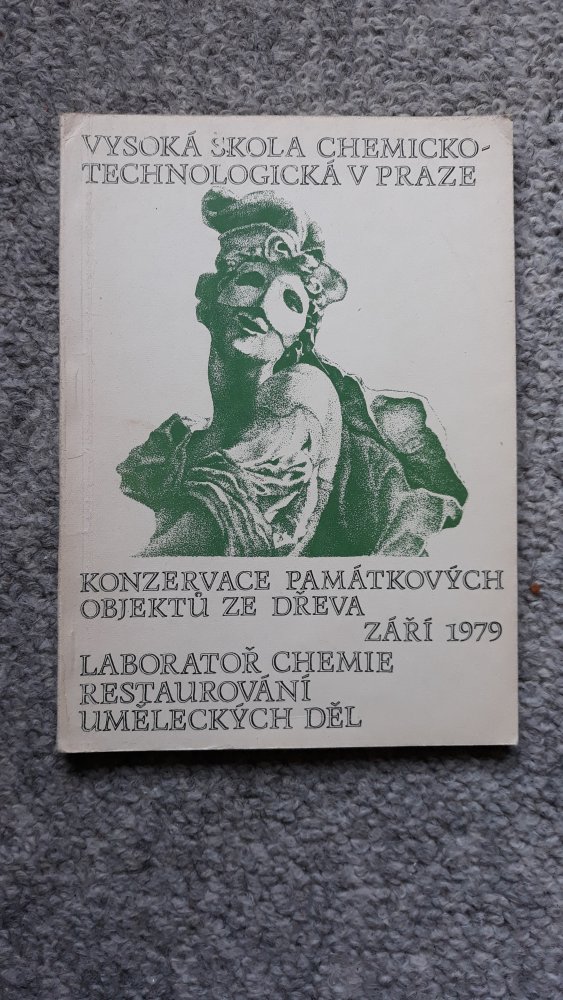 VYSOKÁ ŠKOLA CHEMICKO-
TECHNOLOGICKÁ V PRAZE
KONZERVACE PAMÁTKOVÝCH
OBJEKTŮ ZE DŘEVA
ZÁŘÍ 1979
LABORATOŘ CHEMIE
RESTAUROVÁNÍ
UMĚLECKÝCH DĚL